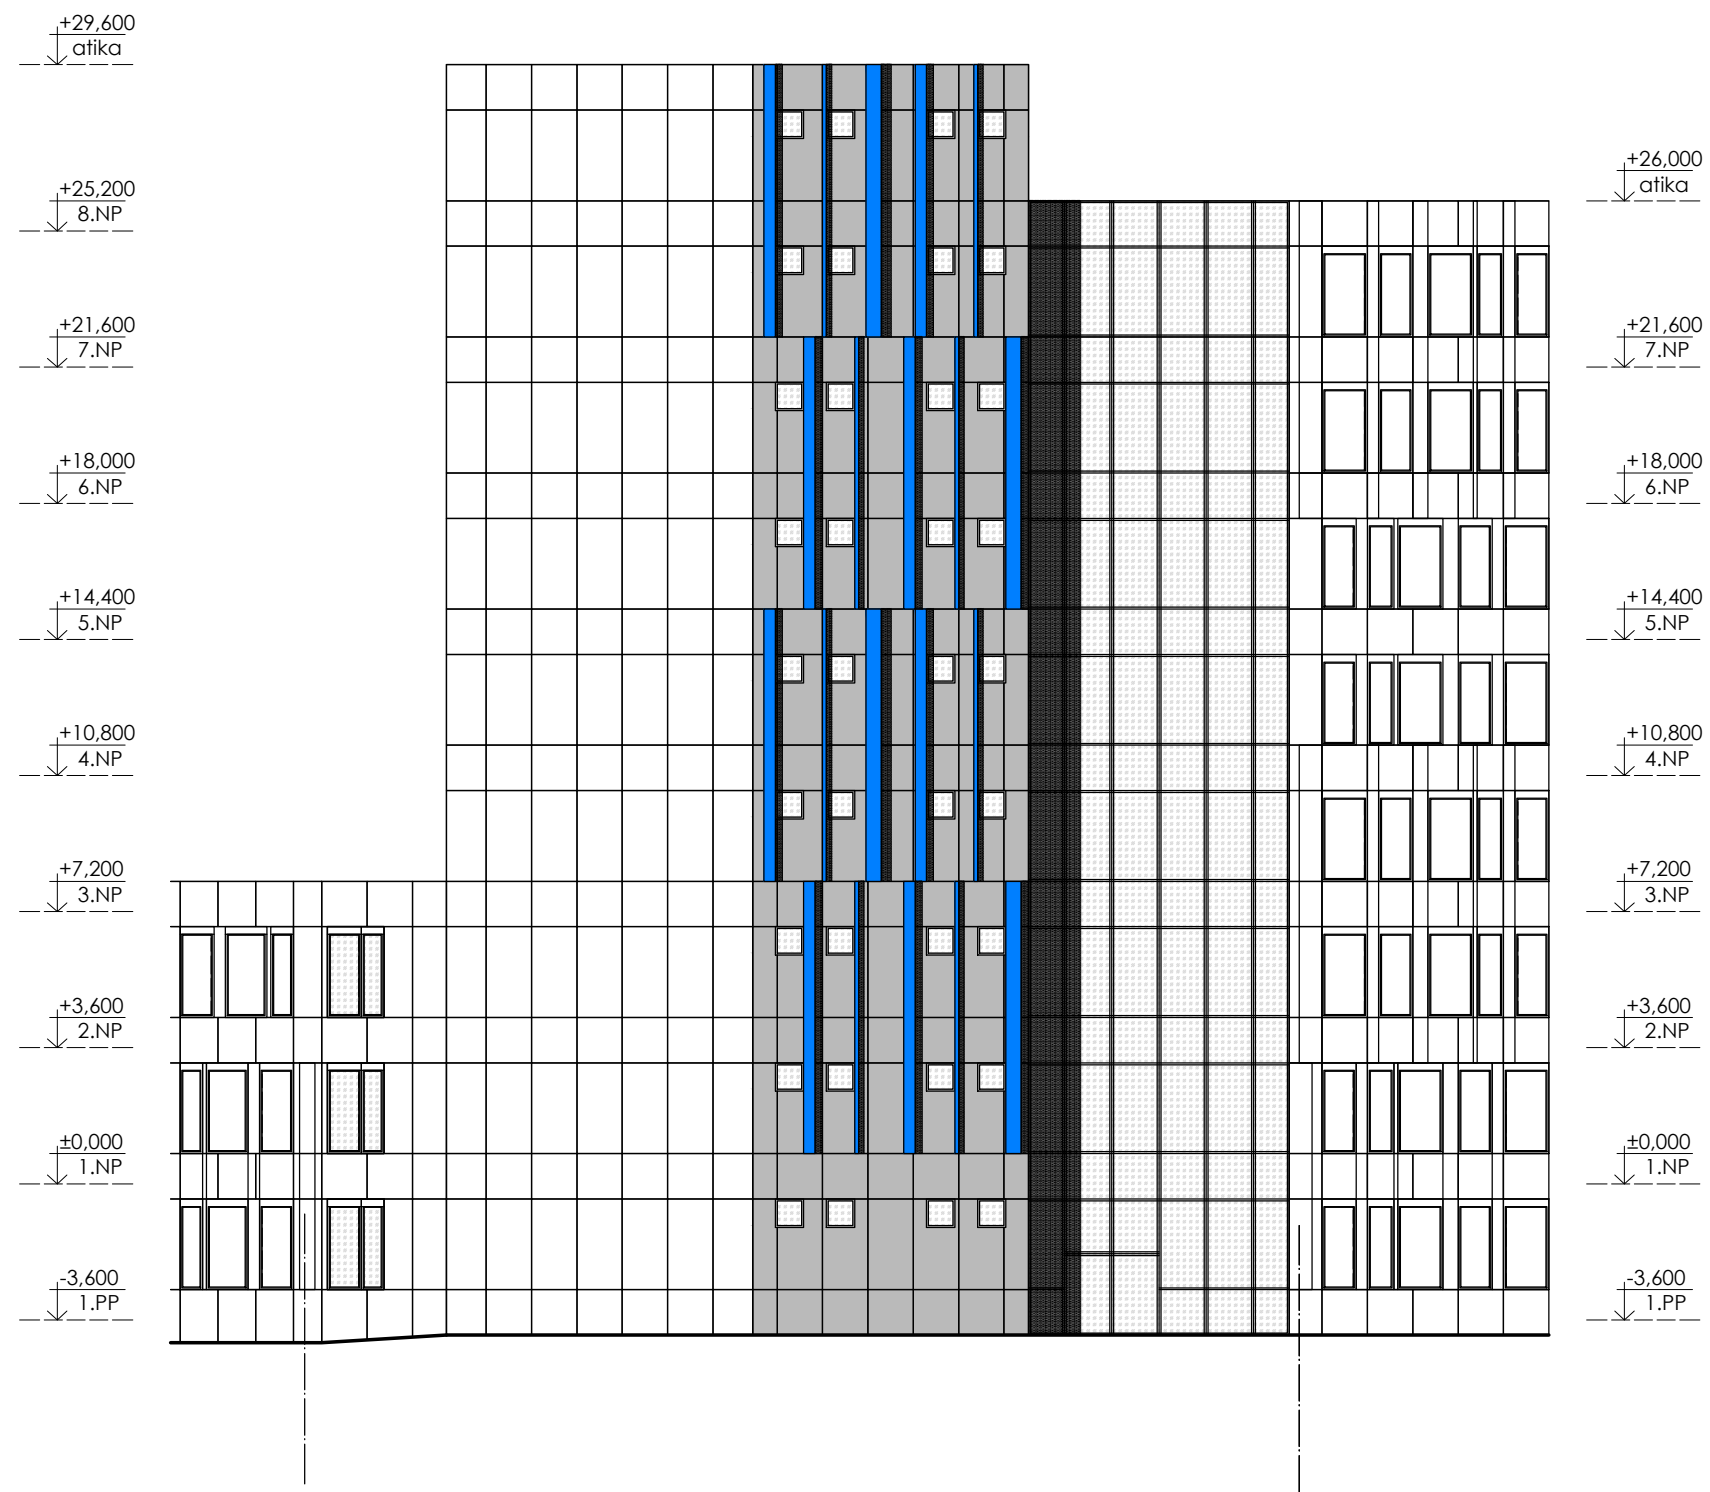 +29,600
atika
+25,200
8.NP
+21,600
7.NP
+18,000
6.NP
+14,400
5.NP
+10,800
4.NP
+7,200
3.NP
+3,600
2.NP
±0,000
1.NP
-3,600
1.PP
+26,000
atika
+21,600
7.NP
+18,000
6.NP
+14,400
5.NP
+10,800
4.NP
+7,200
3.NP
+3,600
2.NP
±0,000
1.NP
-3,600
1.PP